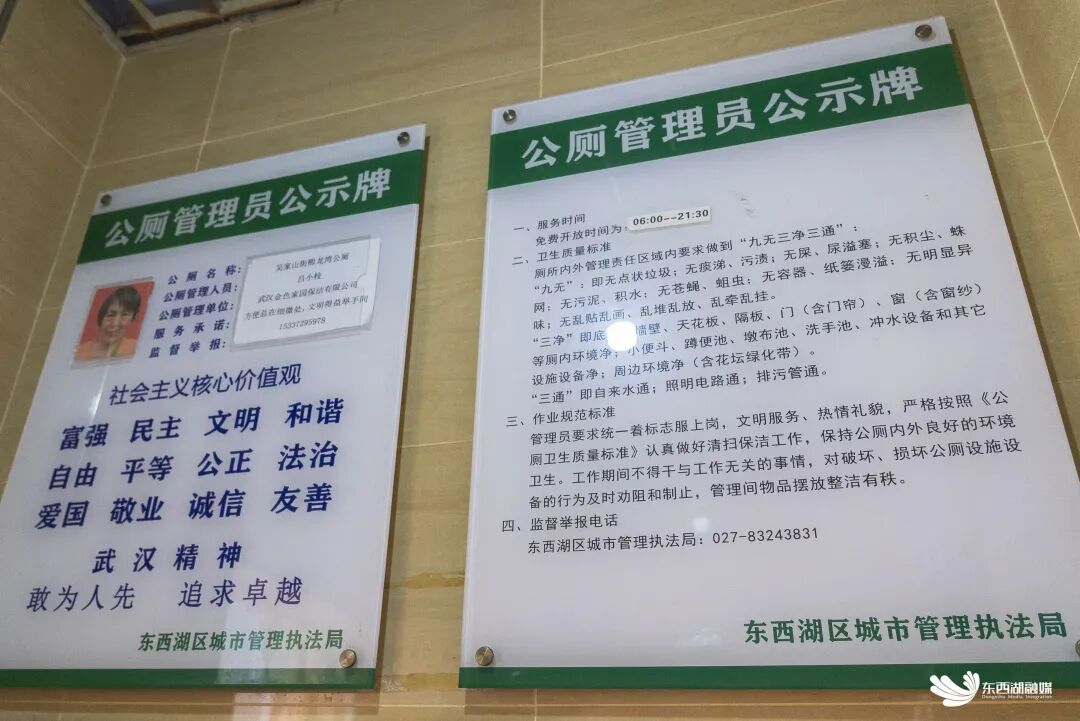 公厕管理员公示牌
公厕名称：
公厕管理人员：
公厕管理单位：
服务承诺：
监督举报：
吴家山街熊龙湾公厕
吕小枝
武汉金色家园保洁有限公司
方便总在细微处，文明得益举手间
15337295978
社会主义核心价值观
富强 民主 文明 和谐
自由 平等 公正 法治
爱国 敬业 诚信 友善
武汉精神
敢为人先 追求卓越
东西湖区城市管理执法局
公厕管理员公示牌
一、服务时间
免费开放时间为：06:00--21:30
二、卫生质量标准
厕所内外管理责任区域内要求做到“九无三净三通”：
“九无”：即无点状垃圾；无痰涕、污渍；无屎、尿溢塞；无积尘、蛛
网；无污泥、积水；无苍蝇、蛆虫；无容器、纸篓漫溢；无明显异
味；无乱贴乱画、乱堆乱放、乱牵乱挂。
“三净”即底 墙壁、天花板、隔板、门（含门帘）、窗（含窗纱）
等厕内环境净；小便斗、蹲便池、墩布池、洗手池、冲水设备和其它
设施设备净；周边环境净（含花坛绿化带）。
“三通”即自来水通；照明电路通；排污管通。
三、作业规范标准
管理员要求统一着标志服上岗，文明服务、热情礼貌，严格按照《公
厕卫生质量标准》认真做好清扫保洁工作，保持公厕内外良好的环境
卫生。工作期间不得干与工作无关的事情，对破坏、损坏公厕设施设
备的行为及时劝阻和制止，管理间物品摆放整洁有秩。
四、监督举报电话
东西湖区城市管理执法局：027-83243831
东西湖区城市管理执法局
东西湖融媒
Dongxihu Media Integration